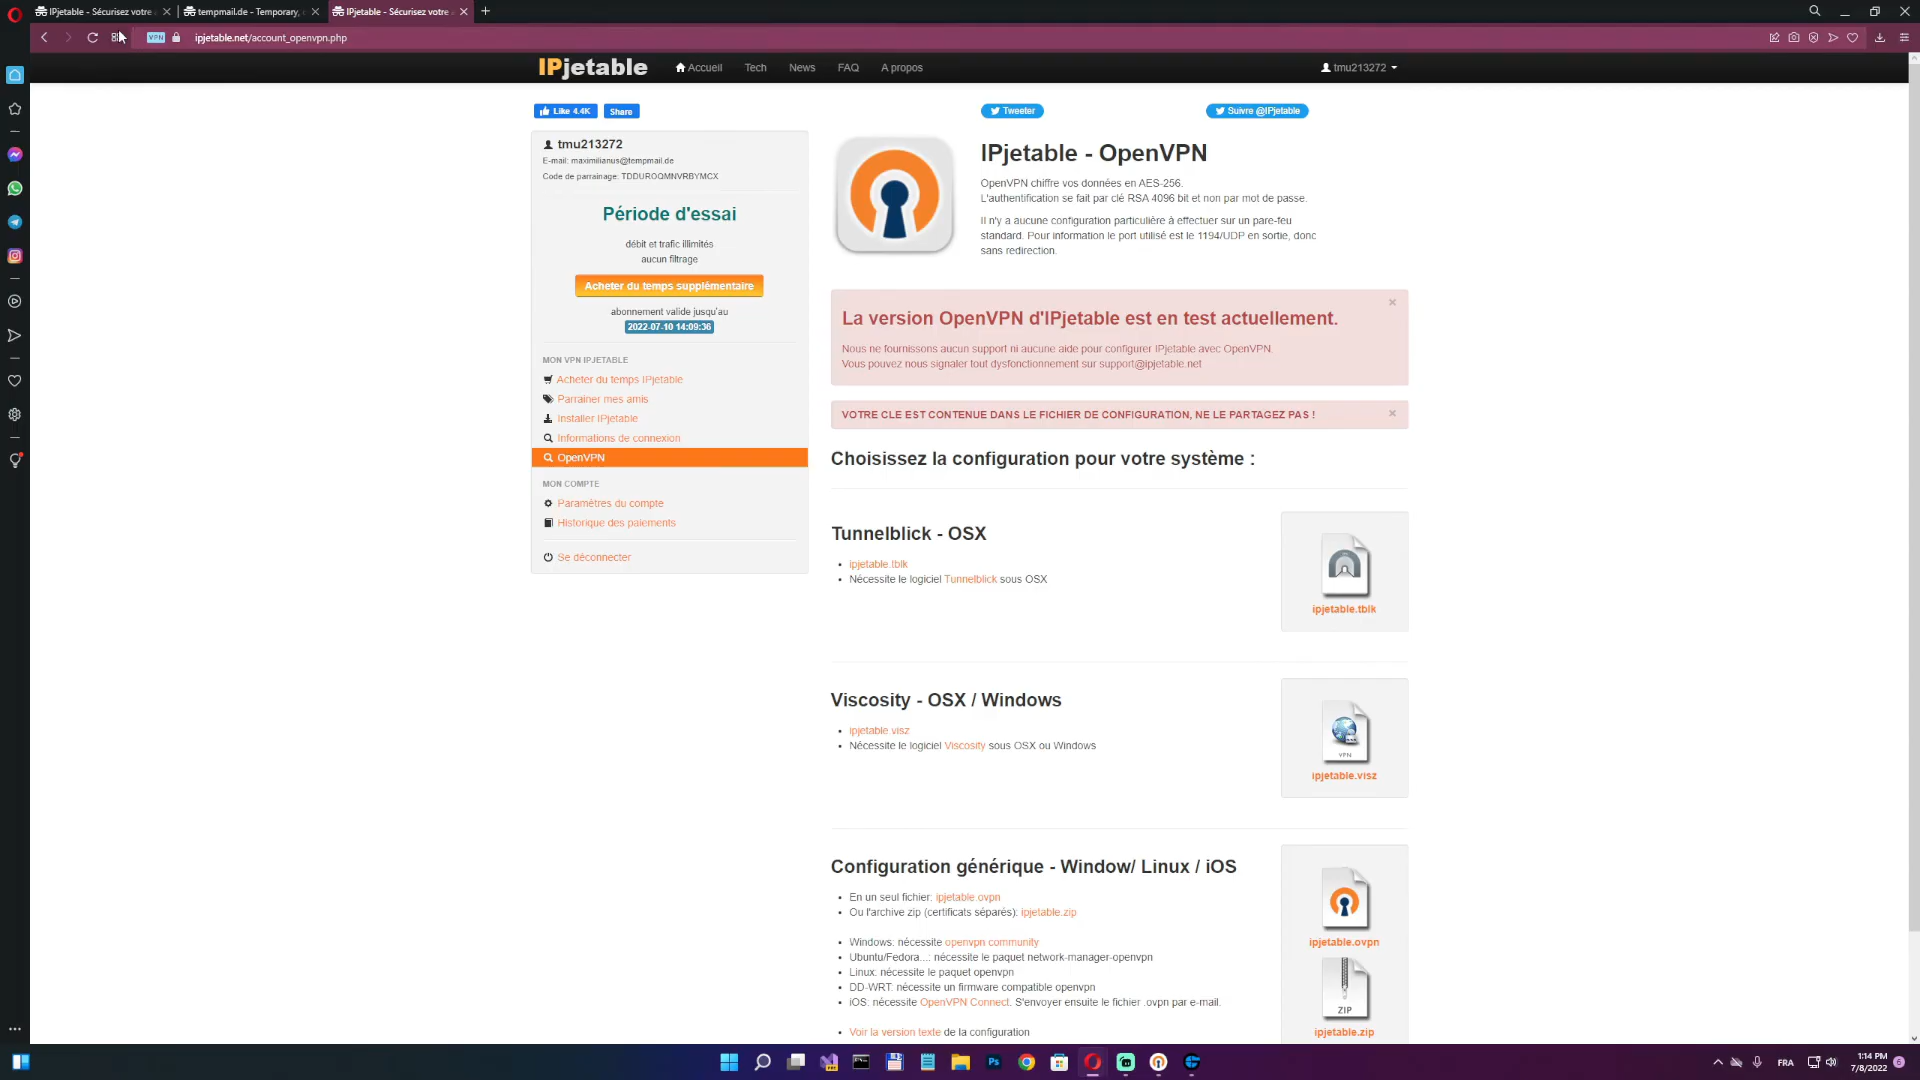 IPjetable - Sécurisez votre
tempmail.de - Temporary,
IPjetable - Sécurisez votre
VPN
ipjetable.net/account_openvpn.php
IPjetable
Accueil
Tech
News
FAQ
A propos
tmu213272
Like 4.4K
Share
Tweeter
Suivre @IPjetable
tmu213272
E-mail: maximilianus@tempmail.de
Code de parrainage: TDDUROQMNVRBYMCX
Période d'essai
débit et trafic illimités
aucun filtrage
Acheter du temps supplémentaire
abonnement valide jusqu'au
2022-07-10 14:09:36
MON VPN IPJETABLE
Acheter du temps IPjetable
Parrainer mes amis
Installer IPjetable
Informations de connexion
OpenVPN
MON COMPTE
Paramètres du compte
Historique des paiements
Se déconnecter
IPjetable - OpenVPN
OpenVPN chiffre vos données en AES-256.
L'authentification se fait par clé RSA 4096 bit et non par mot de passe.
Il n'y a aucune configuration particulière à effectuer sur un pare-feu
standard. Pour information le port utilisé est le 1194/UDP en sortie, donc
sans redirection.
La version OpenVPN d'IPjetable est en test actuellement.
Nous ne fournissons aucun support ni aucune aide pour configurer IPjetable avec OpenVPN.
Vous pouvez nous signaler tout dysfonctionnement sur support@ipjetable.net
VOTRE CLE EST CONTENUE DANS LE FICHIER DE CONFIGURATION, NE LE PARTAGEZ PAS !
Choisissez la configuration pour votre système :
Tunnelblick - OSX
ipjetable.tblk
Nécessite le logiciel Tunnelblick sous OSX
ipjetable.tblk
Viscosity - OSX / Windows
ipjetable.visz
Nécessite le logiciel Viscosity sous OSX ou Windows
VPN
ipjetable.visz
Configuration générique - Window/ Linux / iOS
En un seul fichier: ipjetable.ovpn
Ou l'archive zip (certificats séparés): ipjetable.zip
Windows: nécessite openvpn community
Ubuntu/Fedora...: nécessite le paquet network-manager-openvpn
Linux: nécessite le paquet openvpn
DD-WRT: nécessite un firmware compatible openvpn
iOS: nécessite OpenVPN Connect. S'envoyer ensuite le fichier .ovpn par e-mail.
Voir la version texte de la configuration
ipjetable.ovpn
ZIP
ipjetable.zip
Ps
FRA
1:14 PM
7/8/2022